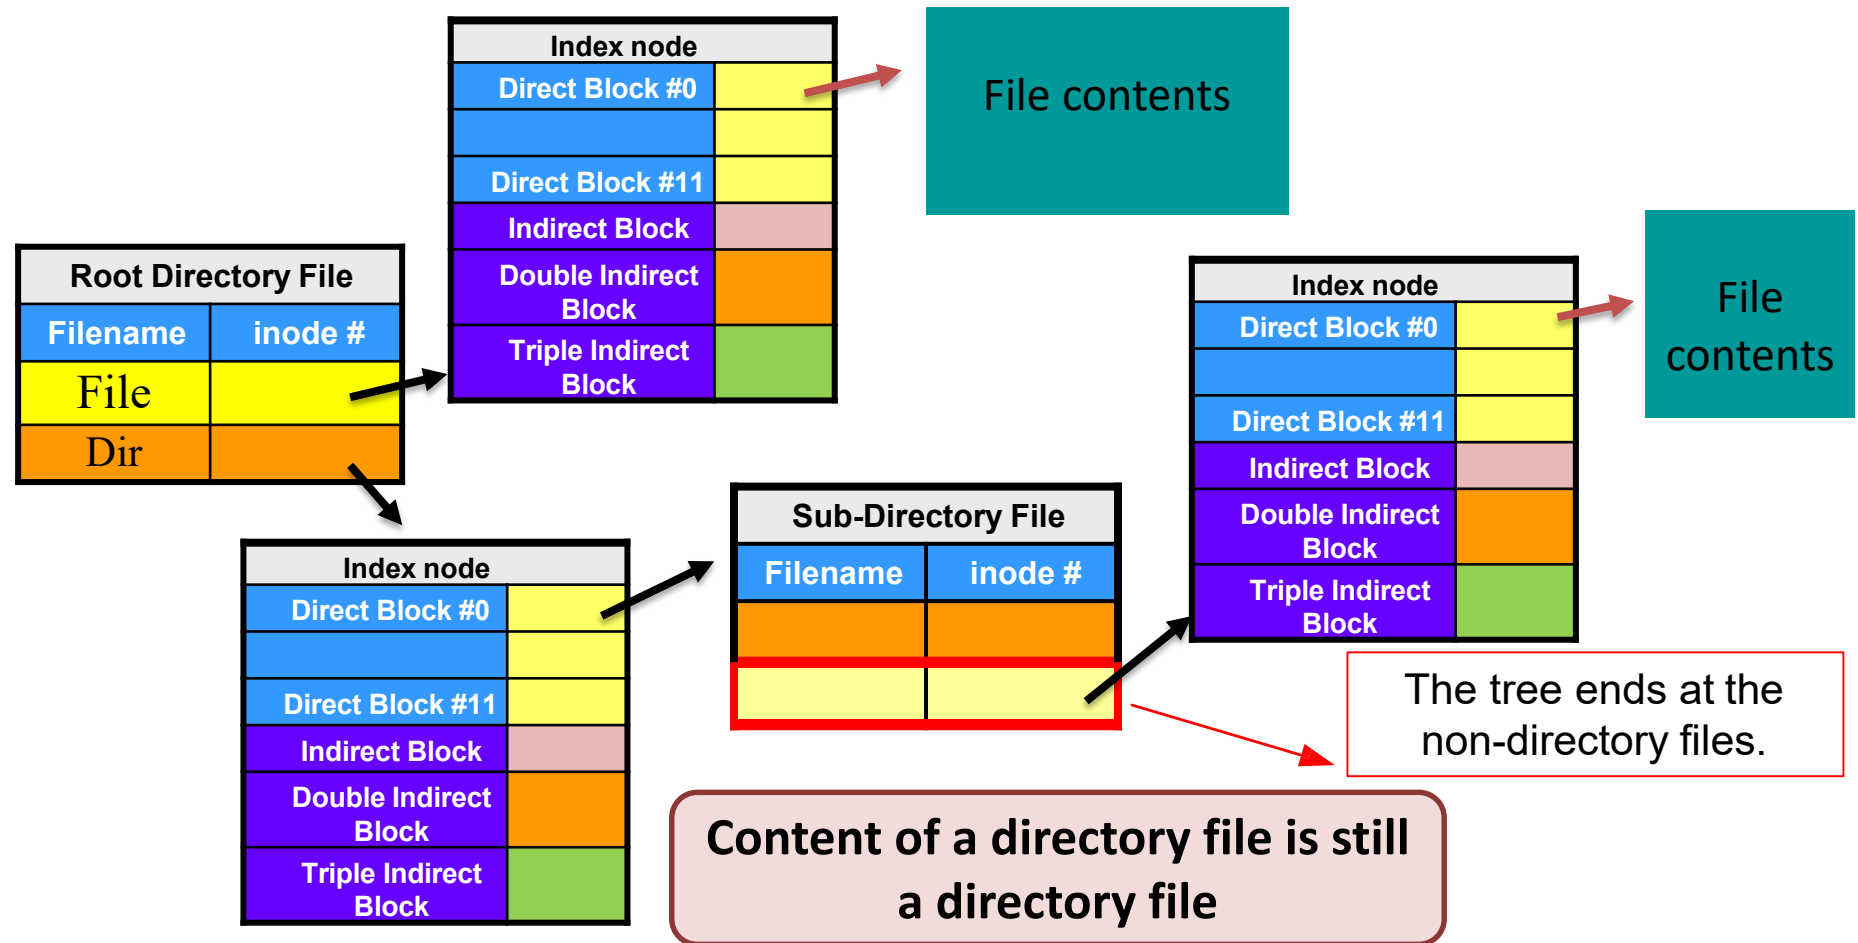 Index node
Direct Block #0
Direct Block #11
Indirect Block
Double Indirect
Block
Triple Indirect
Block
File contents
Root Directory File
Filename inode #
File
Dir
Index node
Direct Block #0
Direct Block #11
Indirect Block
Double Indirect
Block
Triple Indirect
Block
File
contents
Sub-Directory File
Filename inode #
Index node
Direct Block #0
Direct Block #11
Indirect Block
Double Indirect
Block
Triple Indirect
Block
The tree ends at the
non-directory files.
Content of a directory file is still
a directory file